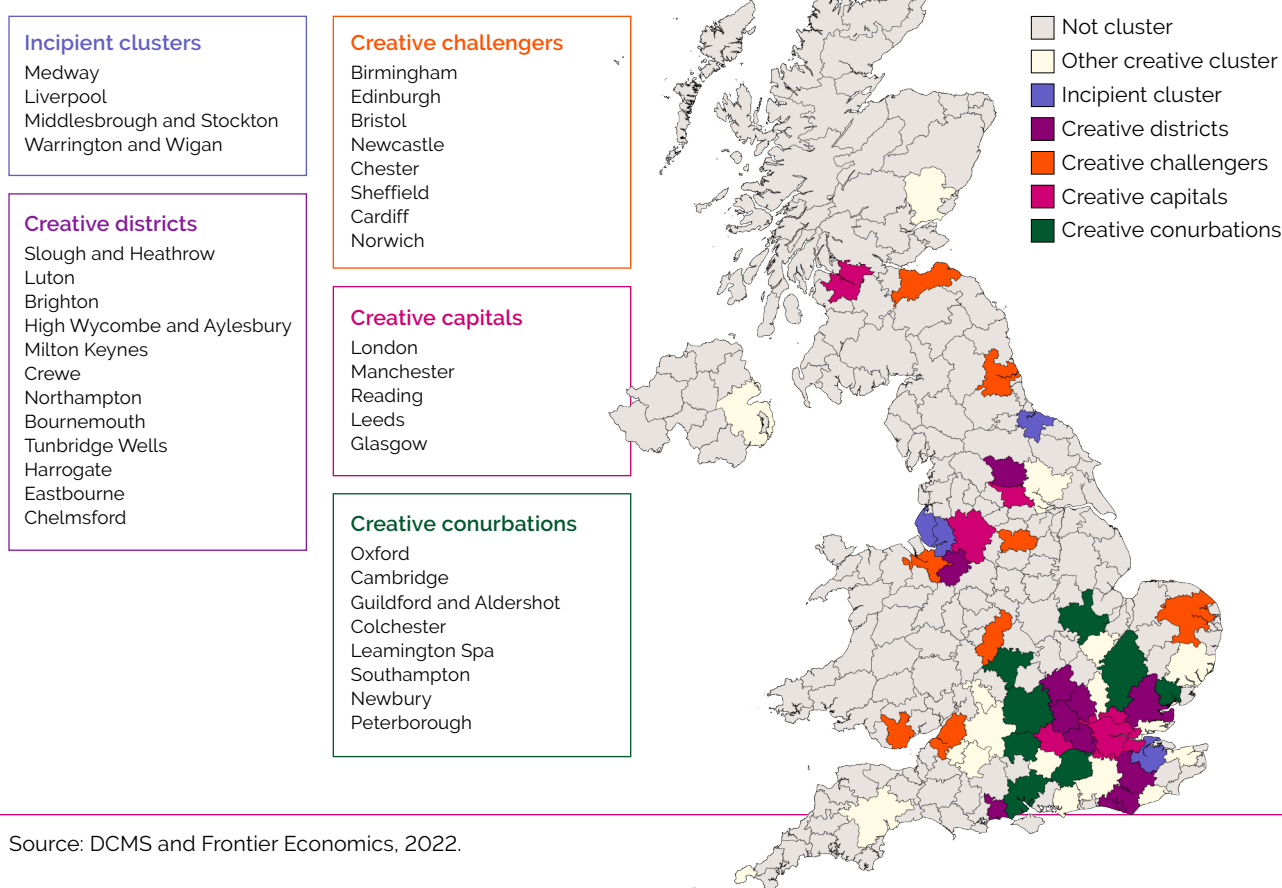 Incipient clusters
Medway
Liverpool
Middlesbrough and Stockton
Warrington and Wigan
Creative districts
Slough and Heathrow
Luton
Brighton
High Wycombe and Aylesbury
Milton Keynes
Crewe
Northampton
Bournemouth
Tunbridge Wells
Harrogate
Eastbourne
Chelmsford
Creative challengers
Birmingham
Edinburgh
Bristol
Newcastle
Chester
Sheffield
Cardiff
Norwich
Creative capitals
London
Manchester
Reading
Leeds
Glasgow
Creative conurbations
Oxford
Cambridge
Guildford and Aldershot
Colchester
Leamington Spa
Southampton
Newbury
Peterborough
Not cluster
Other creative cluster
Incipient cluster
Creative districts
Creative challengers
Creative capitals
Creative conurbations
Source: DCMS and Frontier Economics, 2022.